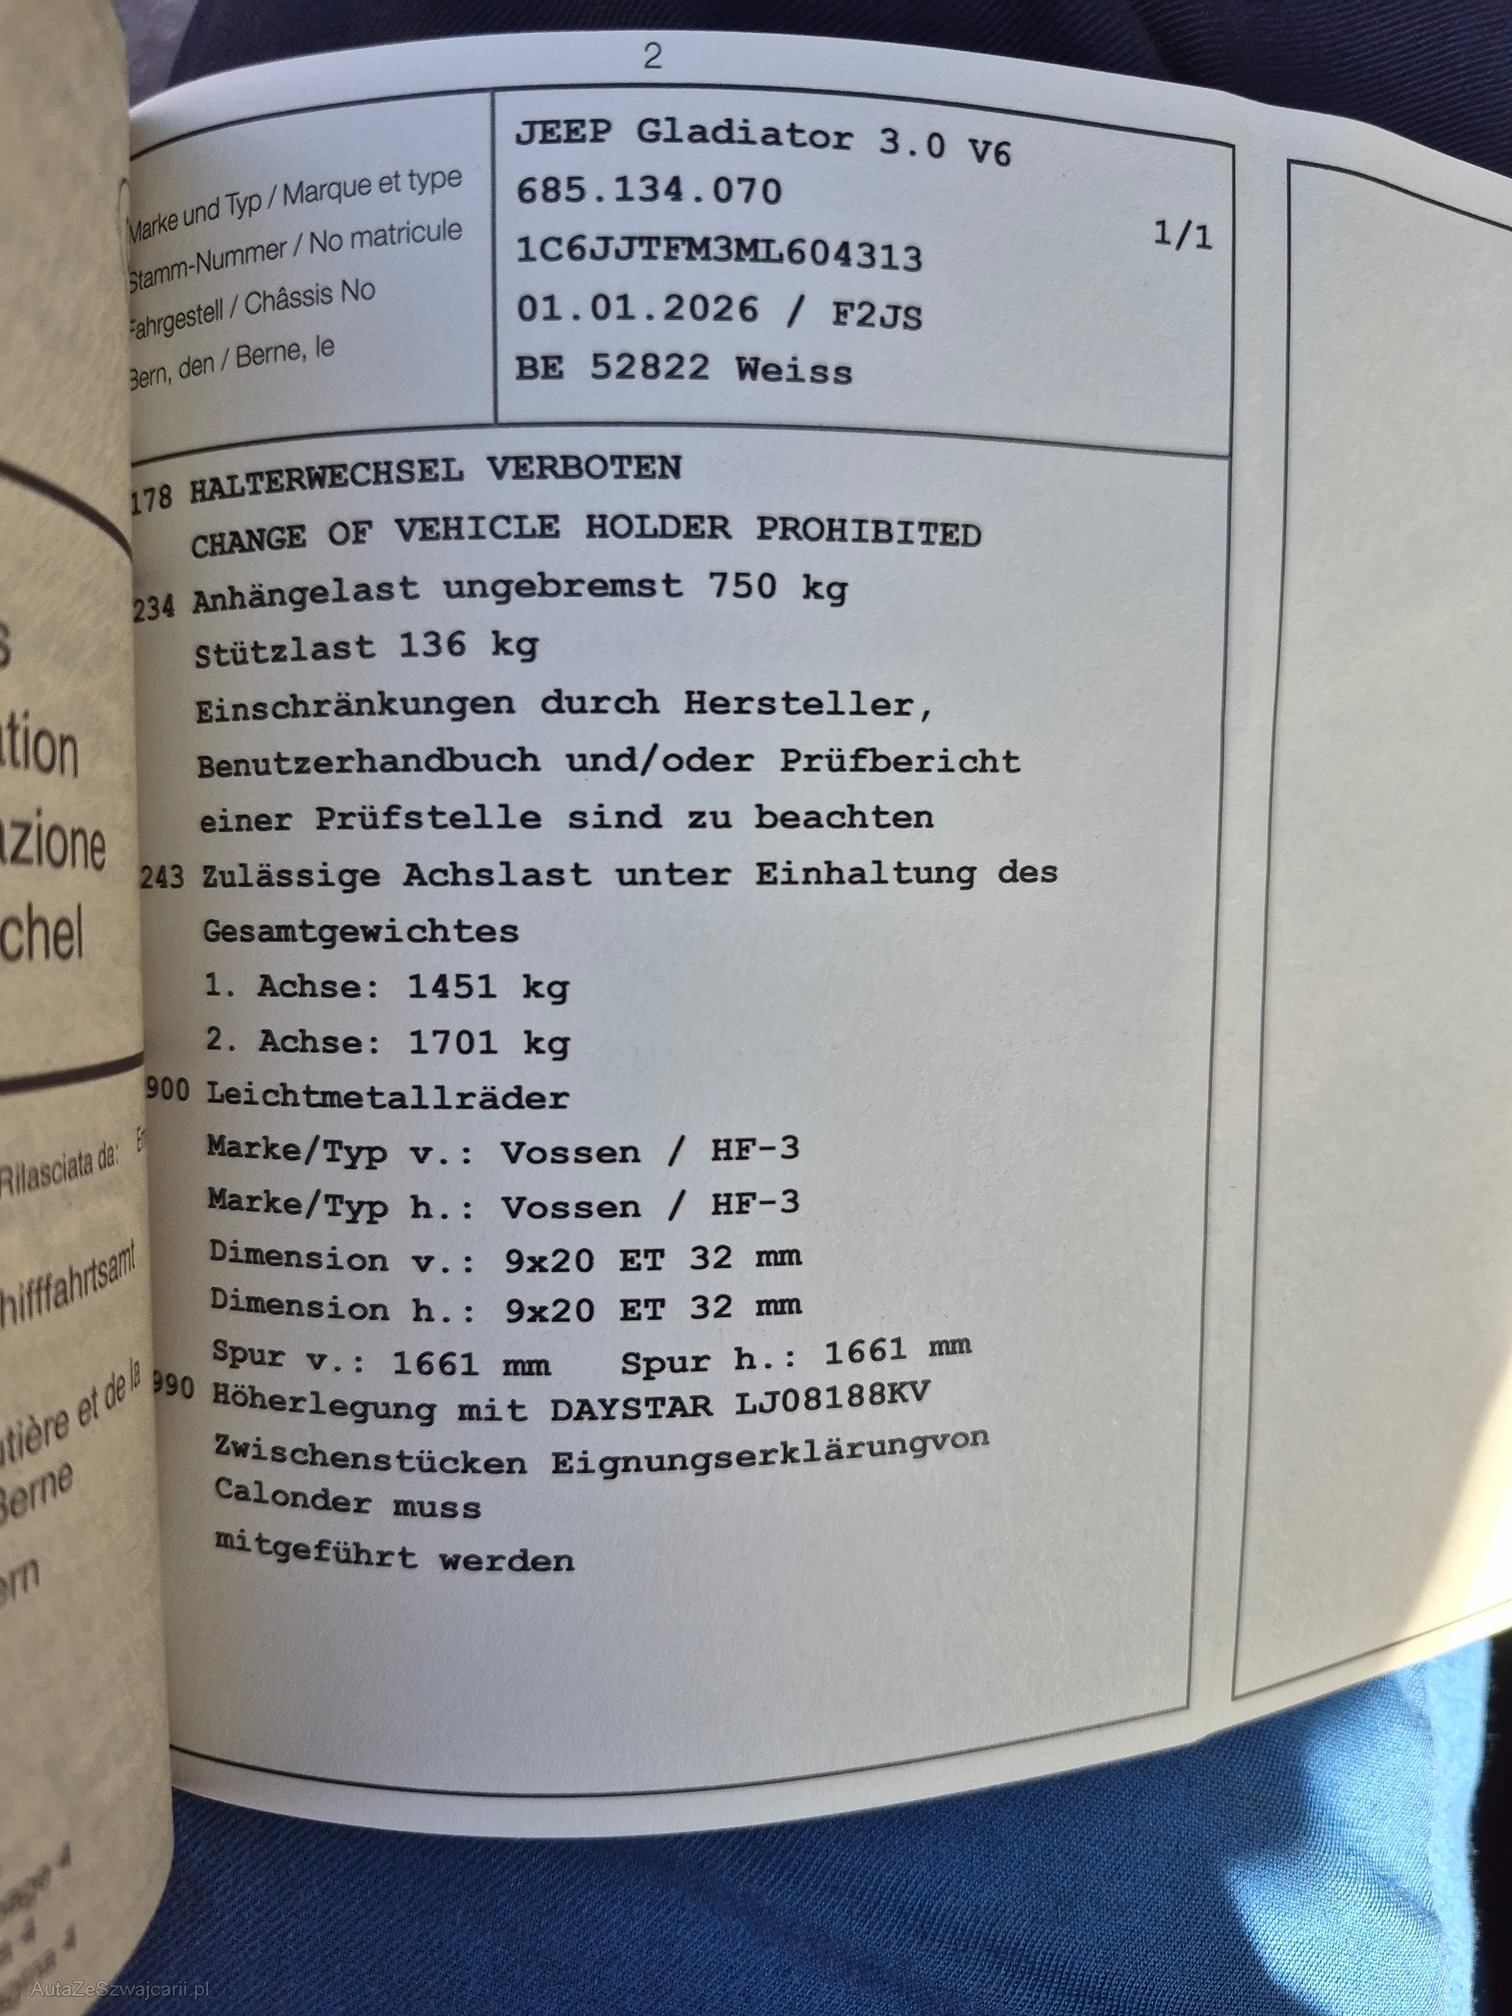 2
Marke und Typ / Marque et type
Stamm-Nummer / No matricule
Fahrgestell / Châssis No
Bern, den / Berne, le
JEEP Gladiator 3.0 V6
685.134.070
1/1
1C6JJTFM3ML604313
01.01.2026 / F2JS
BE 52822 Weiss
178 HALTERWECHSEL VERBOTEN
CHANGE OF VEHICLE HOLDER PROHIBITED
234 Anhängelast ungebremst 750 kg
Stützlast 136 kg
Einschränkungen durch Hersteller,
Benutzerhandbuch und/oder Prüfbericht
einer Prüfstelle sind zu beachten
243 Zulässige Achslast unter Einhaltung des
Gesamtgewichtes
1. Achse: 1451 kg
2. Achse: 1701 kg
900 Leichtmetallräder
Marke/Typ v.: Vossen / HF-3
Marke/Typ h.: Vossen / HF-3
Dimension v.: 9x20 ET 32 mm
Dimension h.: 9x20 ET 32 mm
Spur v.: 1661 mm Spur h.: 1661 mm
990 Höherlegung mit DAYSTAR LJ08188KV
Zwischenstücken Eignungserklärungvon
Calonder muss
mitgeführt werden
Rilasciata da:
et de la
Berne
AutaZeSzwajcarii.pl